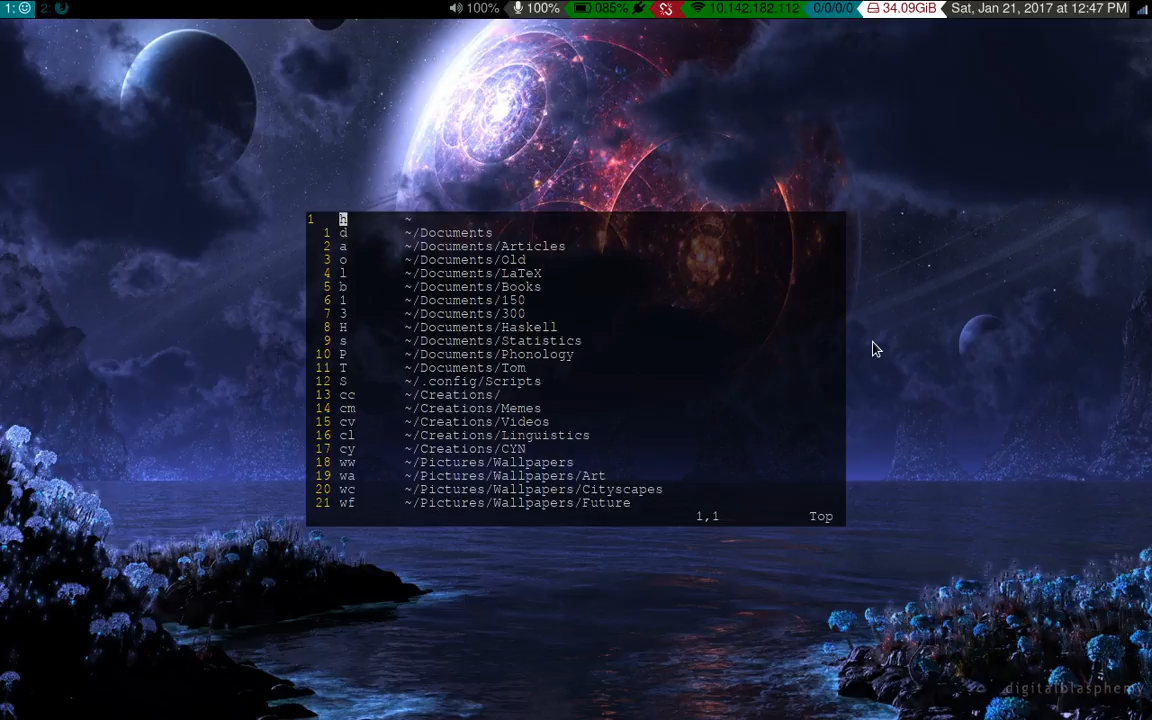 1: 2: 100% 100% 085% 10.142.182.112 0/0/0/0 34.09GiB Sat, Jan 21, 2017 at 12:47 PM
1 h ~
1 d ~/Documents
2 a ~/Documents/Articles
3 o ~/Documents/Old
4 l ~/Documents/LaTeX
5 b ~/Documents/Books
6 1 ~/Documents/150
7 3 ~/Documents/300
8 H ~/Documents/Haskell
9 s ~/Documents/Statistics
10 P ~/Documents/Phonology
11 T ~/Documents/Tom
12 S ~/.config/Scripts
13 cc ~/Creations/
14 cm ~/Creations/Memes
15 cv ~/Creations/Videos
16 cl ~/Creations/Linguistics
17 cy ~/Creations/CYN
18 ww ~/Pictures/Wallpapers
19 wa ~/Pictures/Wallpapers/Art
20 wc ~/Pictures/Wallpapers/Cityscapes
21 wf ~/Pictures/Wallpapers/Future
1,1 Top
digitalblasphemy